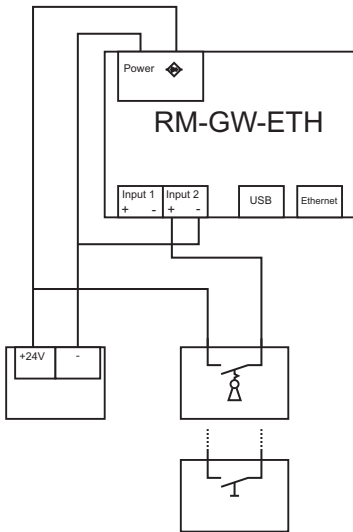 Power
RM-GW-ETH
Input 1 Input 2
+ - + -
USB
Ethernet
+24V -